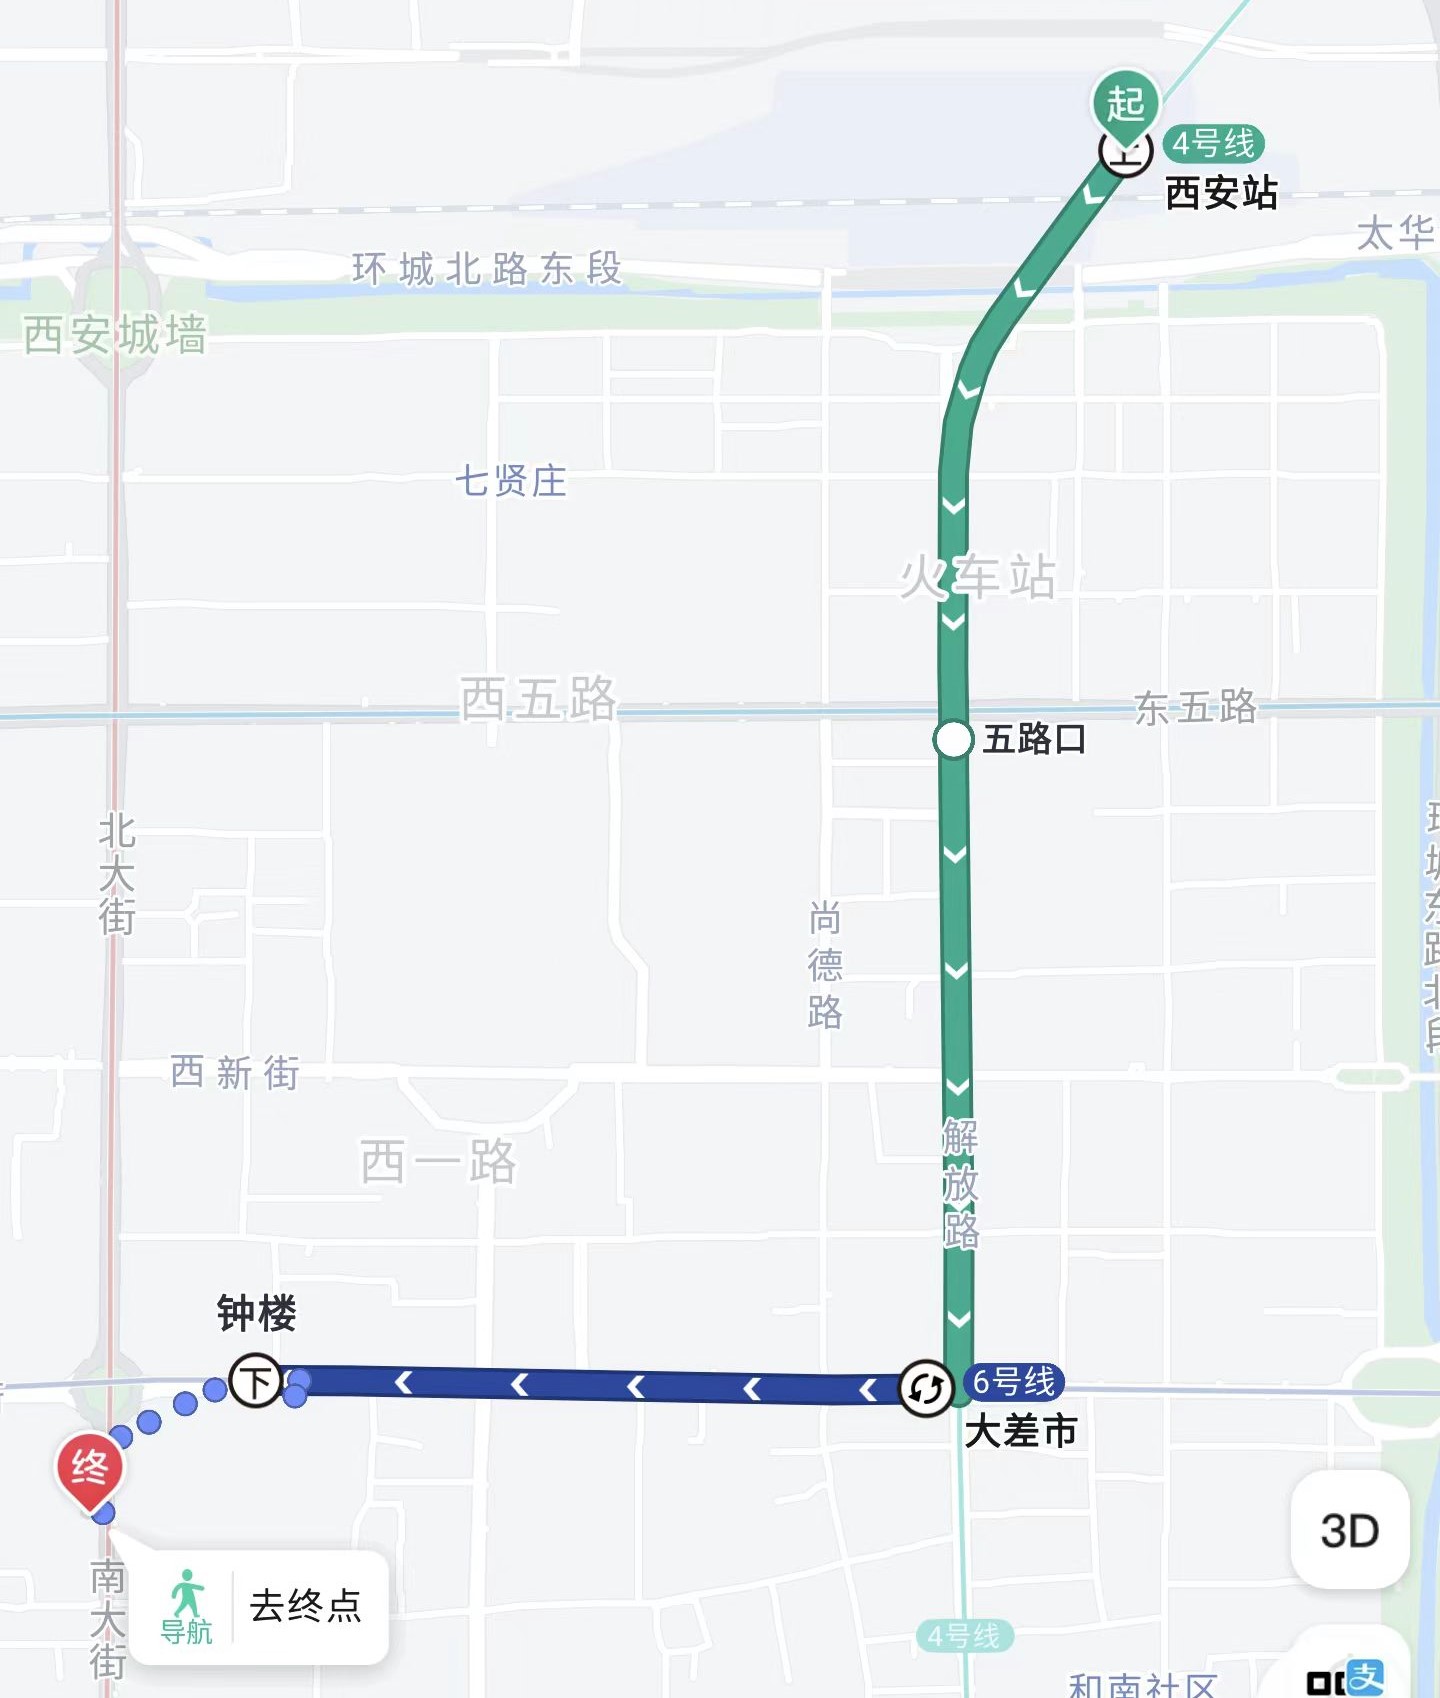 起
上
4号线
西安站
太华
环城北路东段
西安城墙
七贤庄
火车站
西五路
东五路
五路口
北大街
尚德路
西新街
解放路
西一路
钟楼
下
6号线
大差市
终
3D
南大街
导航
去终点
4号线
和南社区
支